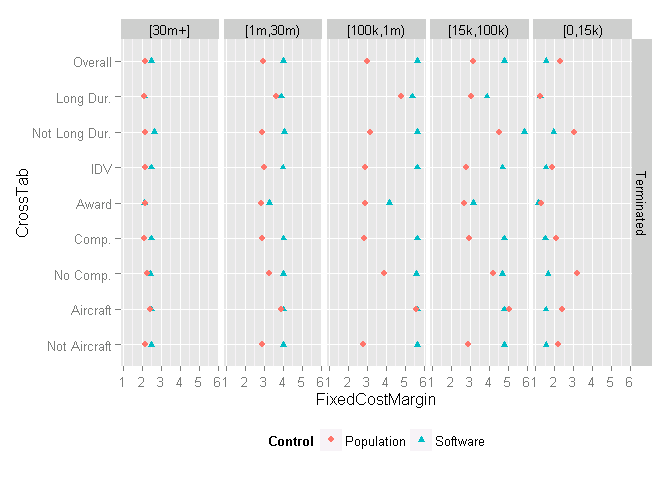 [30m+] [1m,30m) [100k,1m) [15k,100k) [0,15k)
Overall
Long Dur.
Not Long Dur.
IDV
Award
Comp.
No Comp.
Aircraft
Not Aircraft
CrossTab
Terminated
1 2 3 4 5 6 1 2 3 4 5 6 1 2 3 4 5 6 1 2 3 4 5 6 1 2 3 4 5 6
FixedCostMargin
Control Population Software